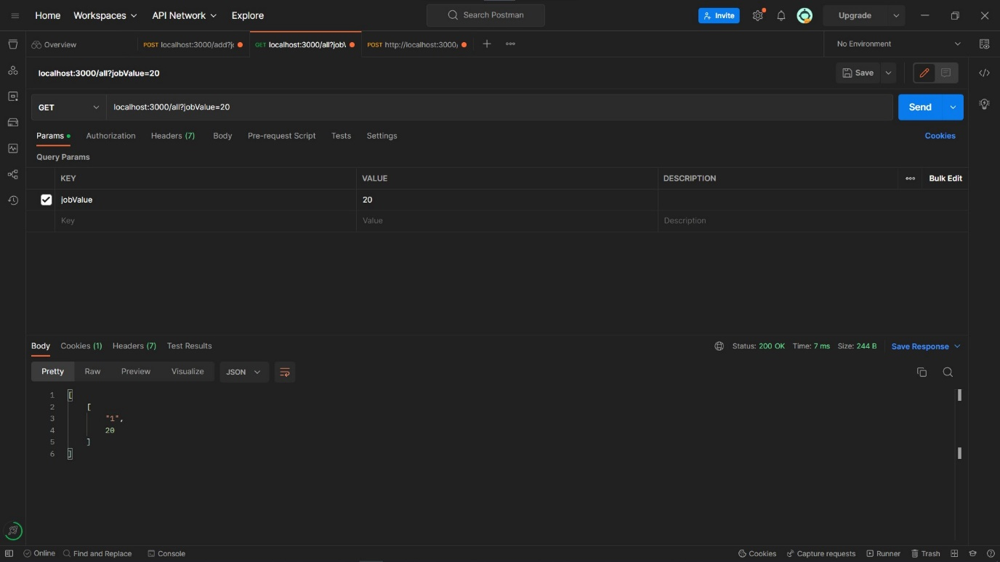 Home Workspaces API Network Explore Search Postman Invite Upgrade
Overview POST localhost:3000/add?j GET localhost:3000/all?job\ POST http://localhost:3000/ No Environment
localhost:3000/all?jobValue=20 Save
GET localhost:3000/all?jobValue=20 Send
Params Authorization Headers (7) Body Pre-request Script Tests Settings Cookies
Query Params
KEY VALUE DESCRIPTION Bulk Edit
jobValue 20
Key Value Description
Body Cookies (1) Headers (7) Test Results Status: 200 OK Time: 7 ms Size: 244 B Save Response
Pretty Raw Preview Visualize JSON
1 [
2 [
3 "1",
4 20
5 ]
6 ]
Online Find and Replace Console Cookies Capture requests Runner Trash